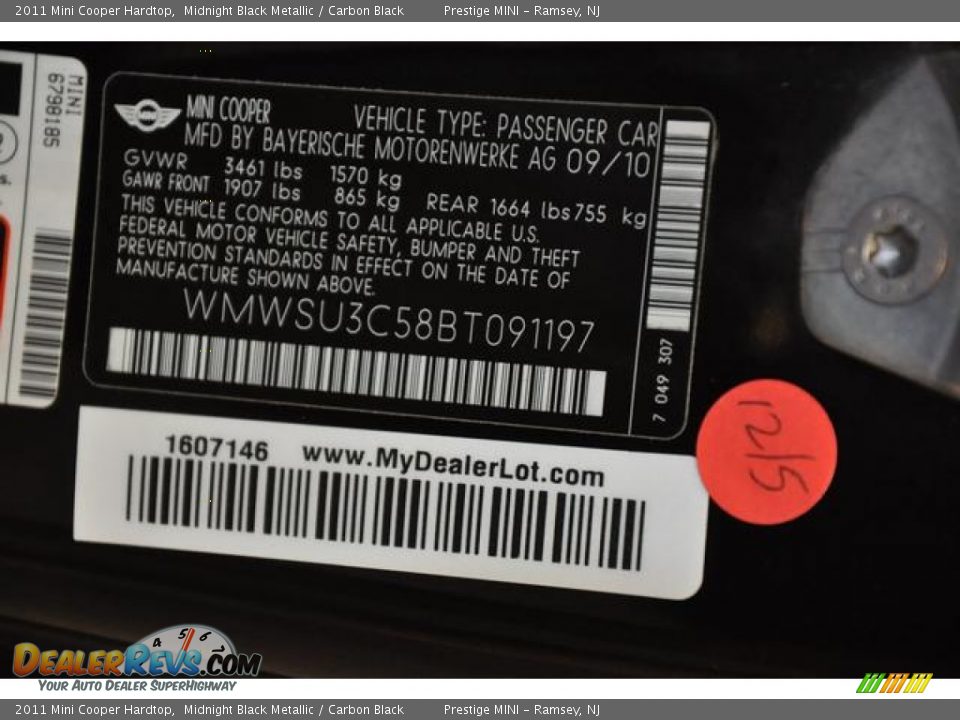 2011 Mini Cooper Hardtop,  Midnight Black Metallic / Carbon Black          Prestige MINI - Ramsey, NJ
MINI
6798185
s.
MINI
MINI COOPER
VEHICLE TYPE: PASSENGER CAR
MFD BY BAYERISCHE MOTORENWERKE AG 09/10
GVWR 3461 lbs 1570 kg
GAWR FRONT 1907 lbs 865 kg REAR 1664 lbs 755 kg
THIS VEHICLE CONFORMS TO ALL APPLICABLE U.S.
FEDERAL MOTOR VEHICLE SAFETY, BUMPER AND THEFT
PREVENTION STANDARDS IN EFFECT ON THE DATE OF
MANUFACTURE SHOWN ABOVE.
WMWSU3C58BT091197
7 049 307
1607146 www.MyDealerLot.com
12/5
4 5 6
DEALERREVS.COM
YOUR AUTO DEALER SUPERHIGHWAY
2011 Mini Cooper Hardtop,  Midnight Black Metallic / Carbon Black          Prestige MINI - Ramsey, NJ